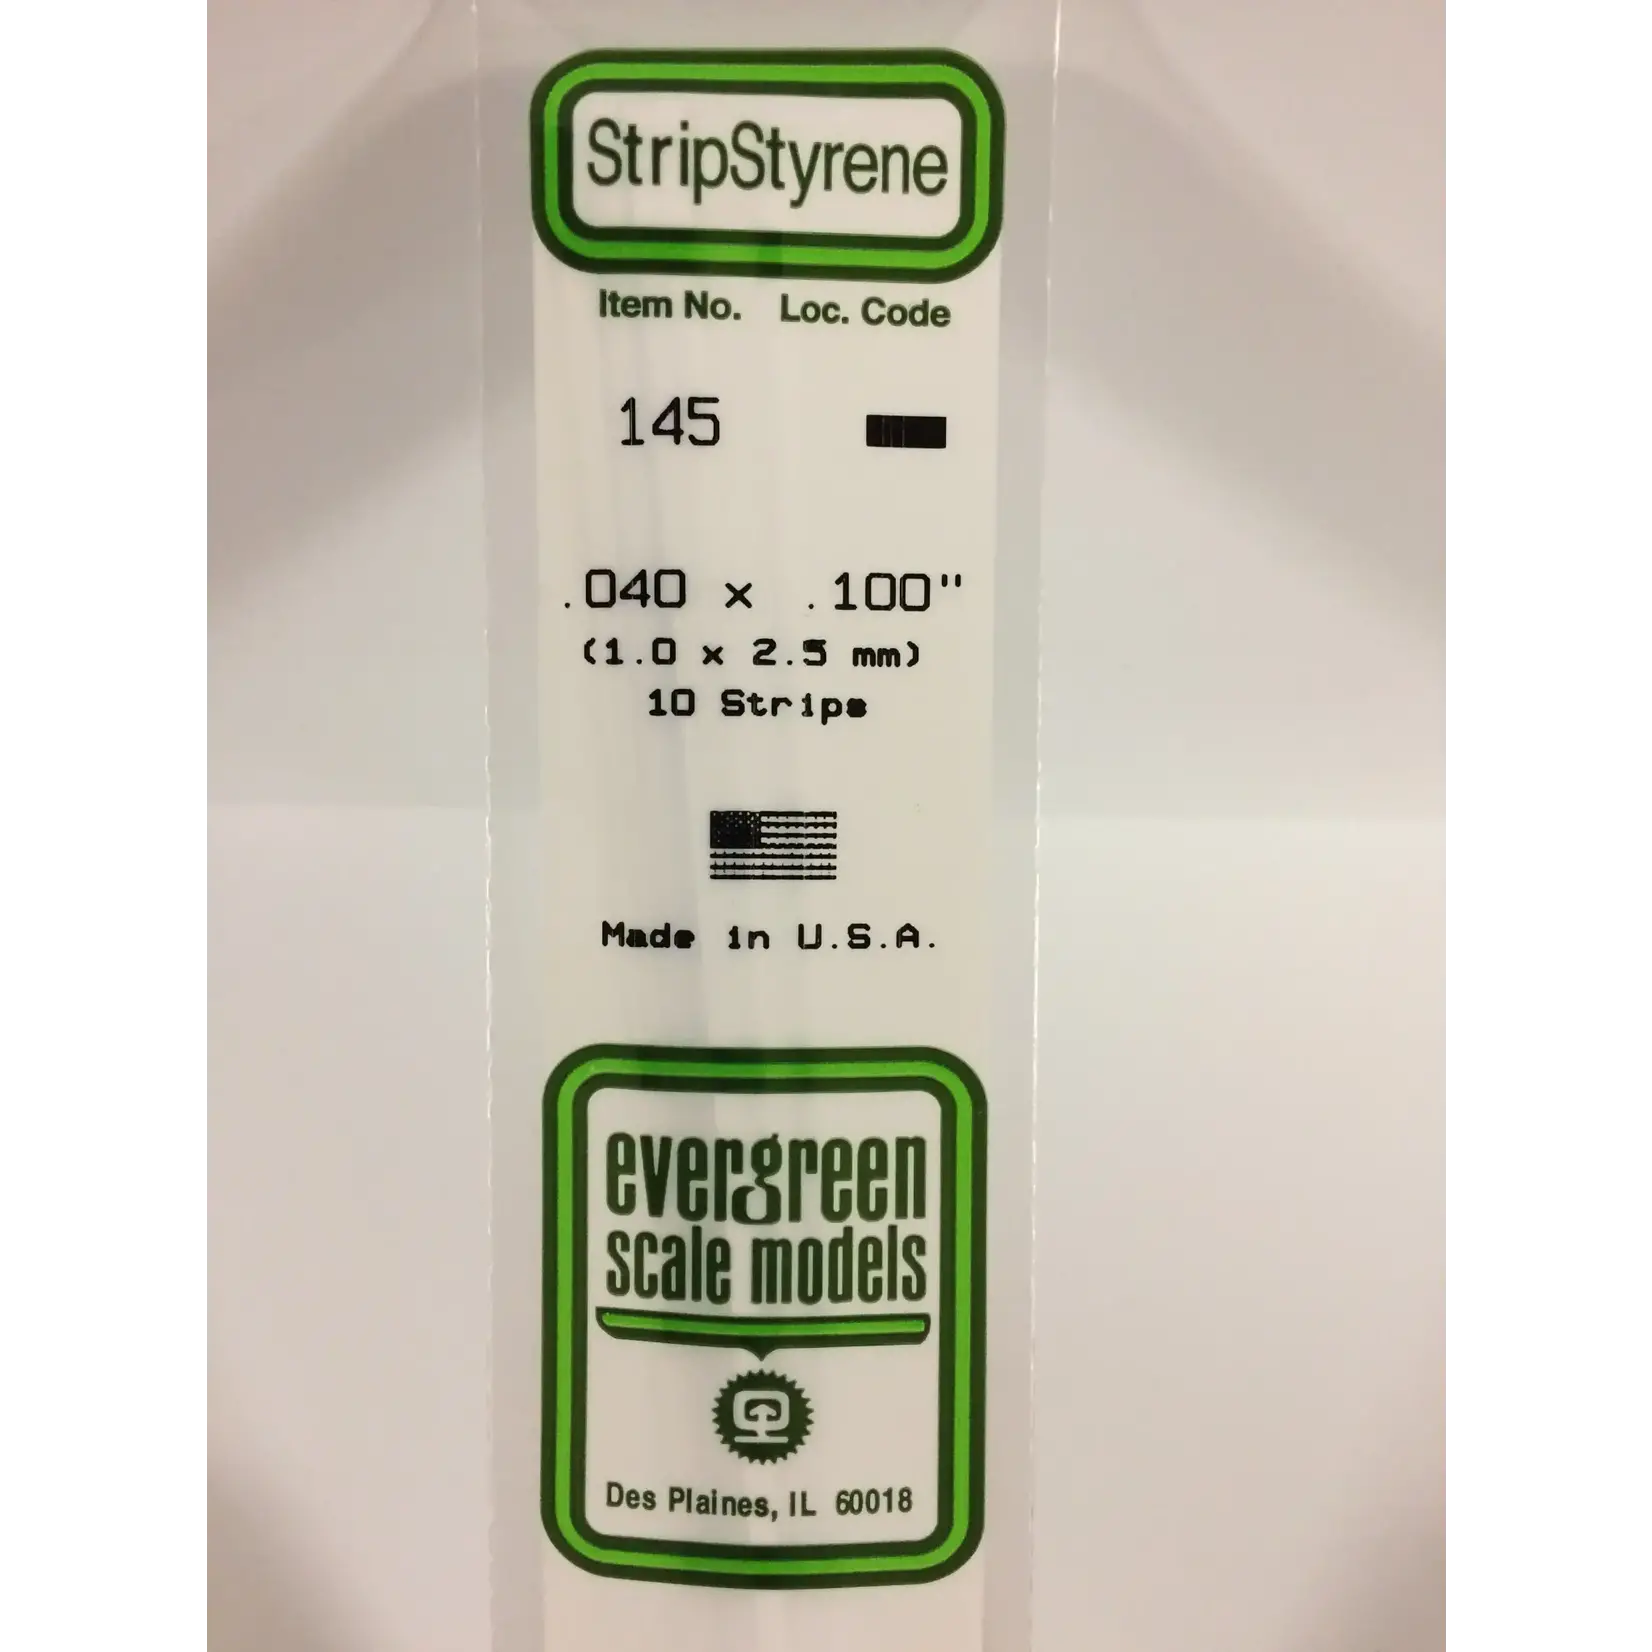 StripStyrene
Item No. Loc. Code
145
.040 x .100"
(1.0 x 2.5 mm)
10 Strips
Made in U.S.A.
evergreen
scale models
Des Plaines, IL 60018